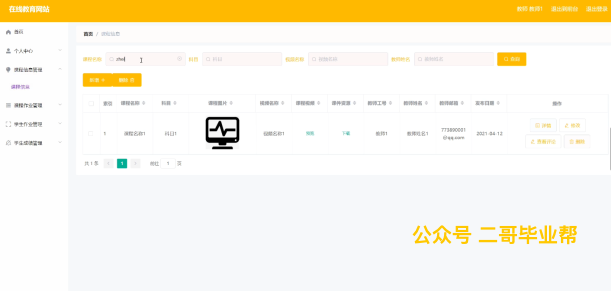 在线教育网站
教师 教师1 退出到前台 退出登录
首页
个人中心
课程信息管理
课程信息
课程作业管理
学生作业管理
学生成绩管理
首页 / 课程信息
课程名称 科目 视频名称 视频名称 教师姓名 教师姓名 查询
新增 删除
索引 课程名称 科目 课程图片 视频名称 课程视频 课件资源 教师工号 教师姓名 教师邮箱 发布日期 操作
1 课程名称1 科目1 视频名称1 下载 教师1 教师姓名1 773890001@qq.com 2021-04-12 详情 修改
查看评论 删除
共 1 条 1 前往 1 页
公众号 二哥毕业帮